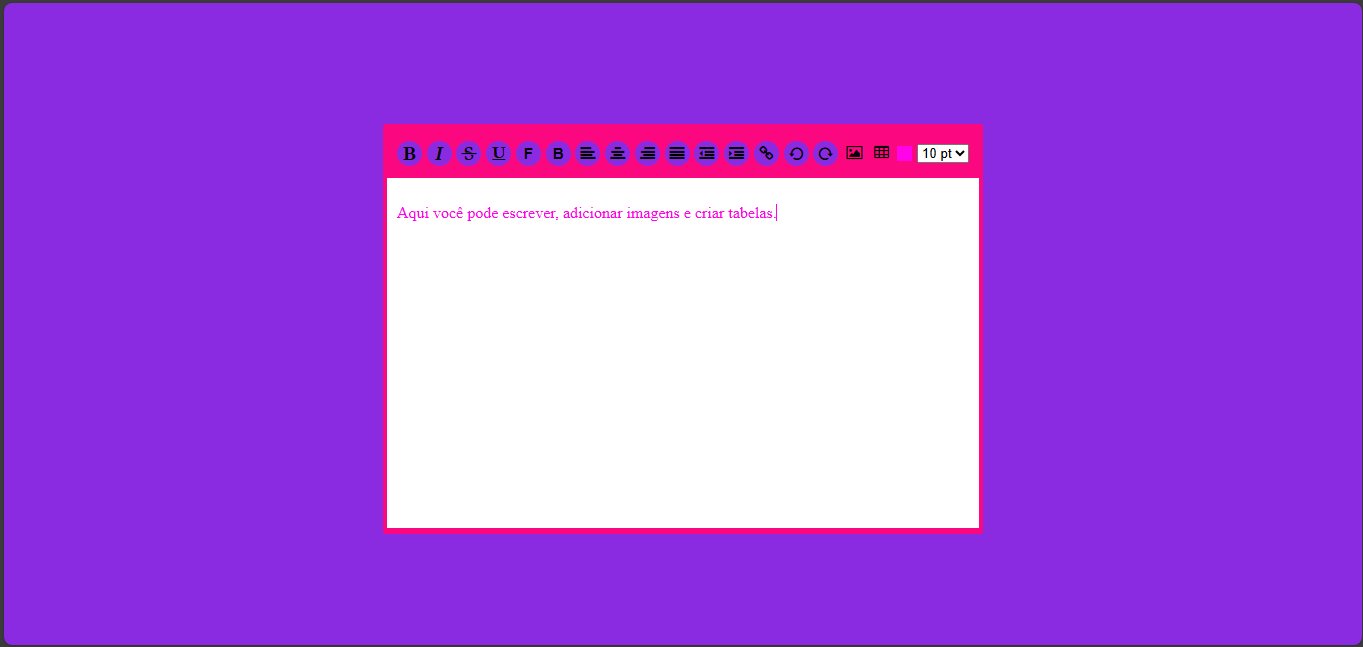 B I S U F B 10 pt
Aqui você pode escrever, adicionar imagens e criar tabelas.